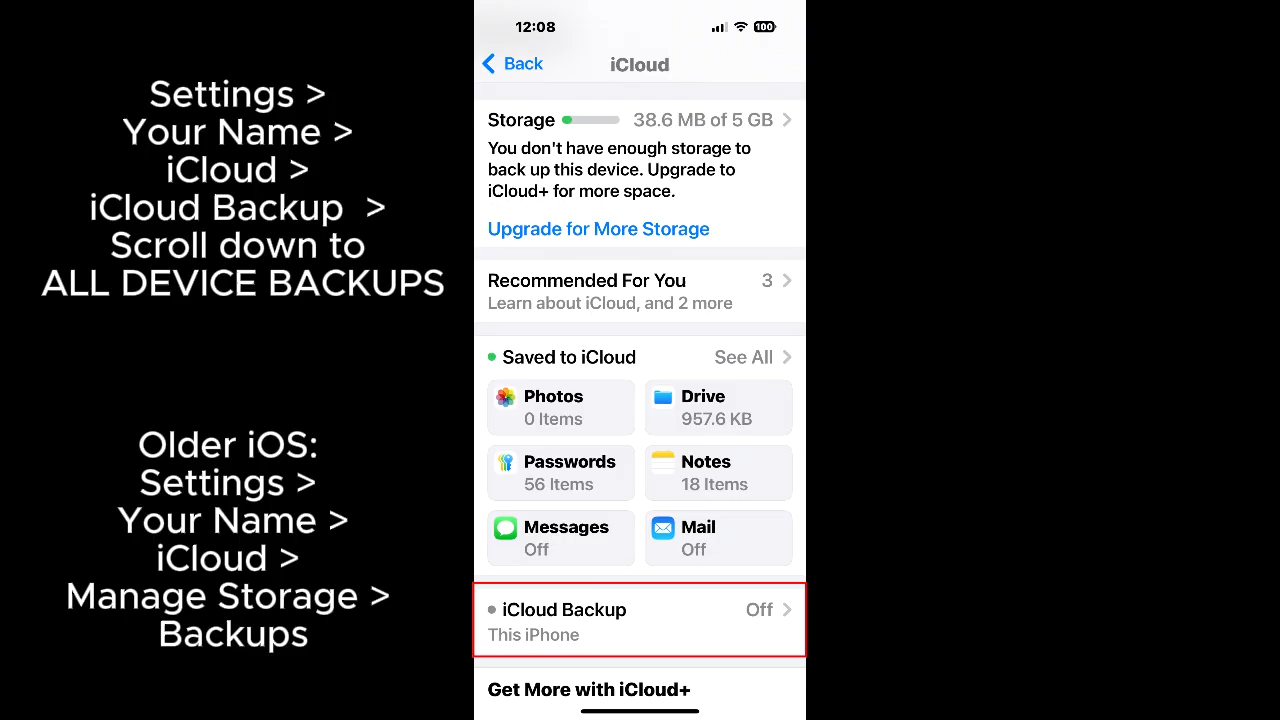 Settings >
Your Name >
iCloud >
iCloud Backup >
Scroll down to
ALL DEVICE BACKUPS
Older iOS:
Settings >
Your Name >
iCloud >
Manage Storage >
Backups
12:08
100
Back
iCloud
Storage 38.6 MB of 5 GB
You don't have enough storage to
back up this device. Upgrade to
iCloud+ for more space.
Upgrade for More Storage
Recommended For You 3
Learn about iCloud, and 2 more
Saved to iCloud See All
Photos
0 Items
Drive
957.6 KB
Passwords
56 Items
Notes
18 Items
Messages
Off
Mail
Off
iCloud Backup Off
This iPhone
Get More with iCloud+